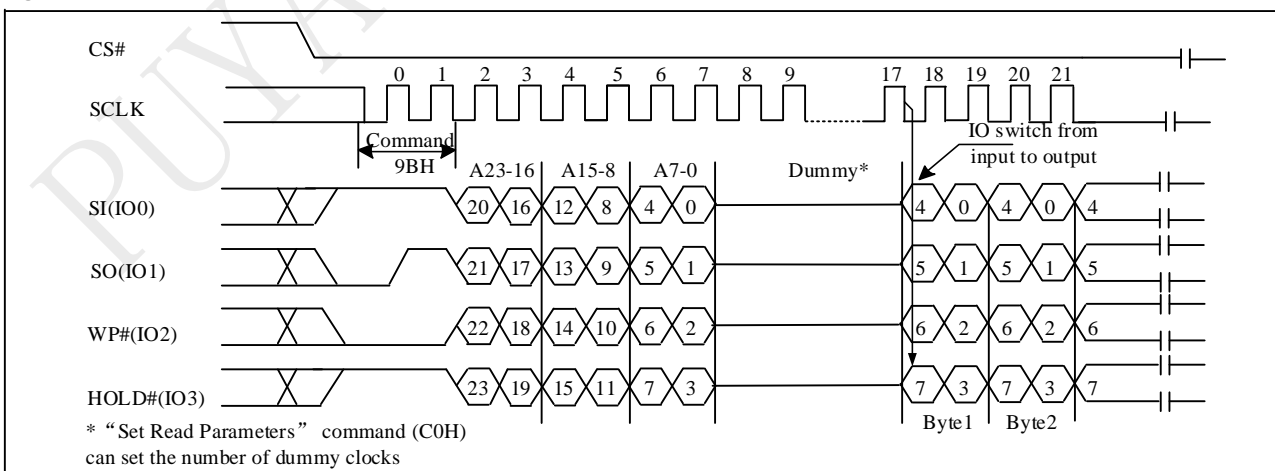 PUYA
CS#
0 1 2 3 4 5 6 7 8 9 17 18 19 20 21
SCLK
Command
9BH
IO switch from
input to output
A23-16 A15-8 A7-0 Dummy*
SI(IO0) 20 16 12 8 4 0 4 0 4 0 4
SO(IO1) 21 17 13 9 5 1 5 1 5 1 5
WP#(IO2) 22 18 14 10 6 2 6 2 6 2 6
HOLD#(IO3) 23 19 15 11 7 3 7 3 7 3 7
Byte1 Byte2
* “Set Read Parameters” command (C0H)
can set the number of dummy clocks